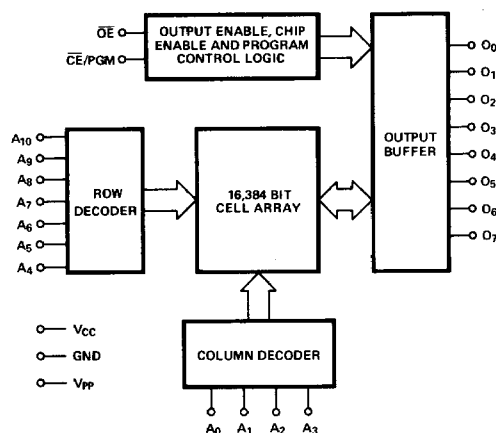 OE
CE/PGM
OUTPUT ENABLE, CHIP
ENABLE AND PROGRAM
CONTROL LOGIC
A10
A9
A8
A7
A6
A5
A4
ROW
DECODER
16,384 BIT
CELL ARRAY
OUTPUT
BUFFER
O0
O1
O2
O3
O4
O5
O6
O7
VCC
GND
VPP
COLUMN DECODER
A0 A1 A2 A3